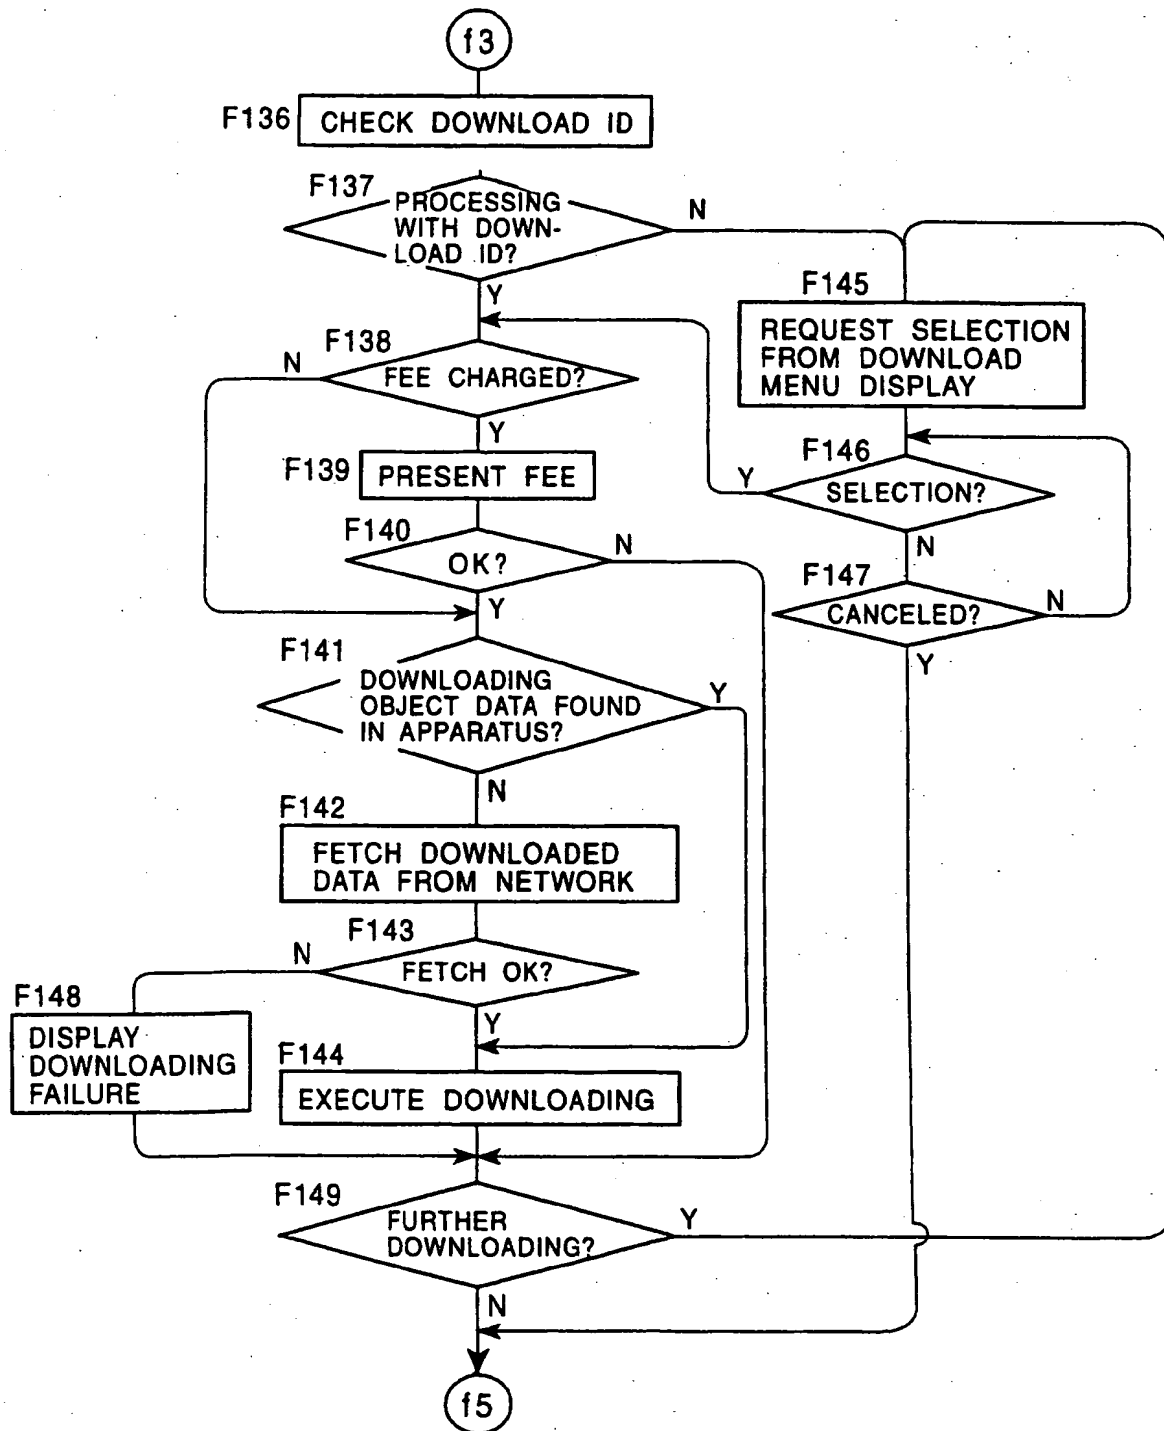 f3
F136
CHECK DOWNLOAD ID
F137
PROCESSING
WITH DOWN-
LOAD ID?
N
Y
F145
REQUEST SELECTION
FROM DOWNLOAD
MENU DISPLAY
F138
N
FEE CHARGED?
Y
F139
PRESENT FEE
F146
Y
SELECTION?
N
F140
OK?
N
Y
F147
CANCELED?
N
Y
F141
DOWNLOADING
OBJECT DATA FOUND
IN APPARATUS?
Y
N
F142
FETCH DOWNLOADED
DATA FROM NETWORK
F143
N
FETCH OK?
Y
F148
DISPLAY
DOWNLOADING
FAILURE
F144
EXECUTE DOWNLOADING
F149
FURTHER
DOWNLOADING?
Y
N
f5